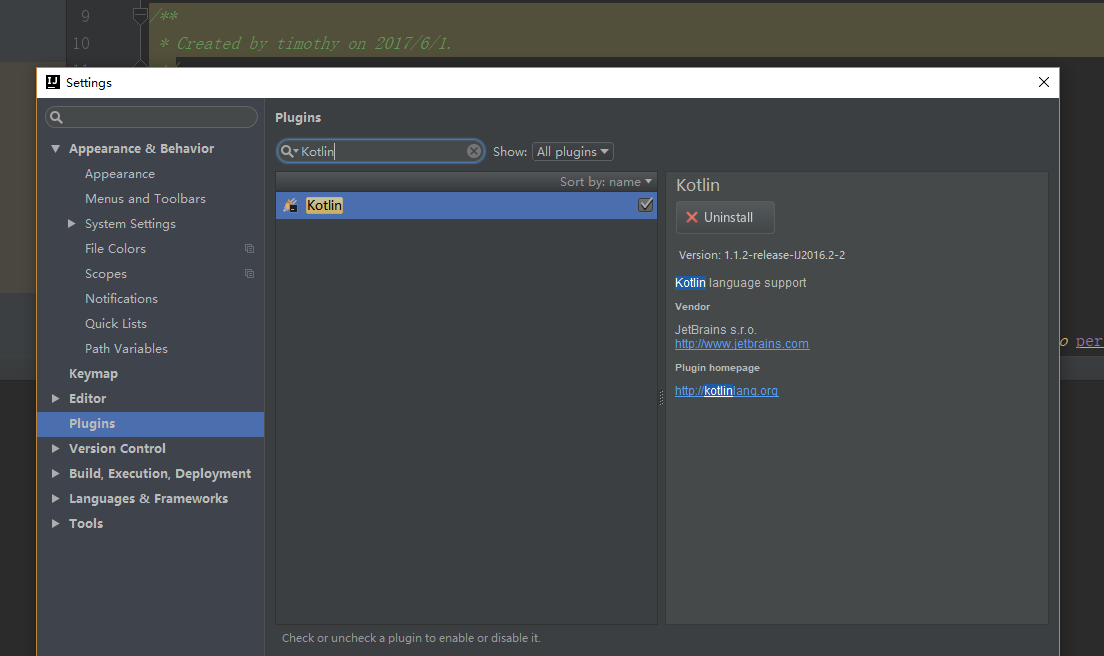 9
/**
10
* Created by timothy on 2017/6/1.
Settings
Plugins
Kotlin
Show: All plugins
Appearance & Behavior
Appearance
Menus and Toolbars
System Settings
File Colors
Scopes
Notifications
Quick Lists
Path Variables
Keymap
Editor
Plugins
Version Control
Build, Execution, Deployment
Languages & Frameworks
Tools
Sort by: name
Kotlin
Kotlin
Uninstall
Version: 1.1.2-release-IJ2016.2-2
Kotlin language support
Vendor
JetBrains s.r.o.
http://www.jetbrains.com
Plugin homepage
http://kotlinlang.org
o per
Check or uncheck a plugin to enable or disable it.